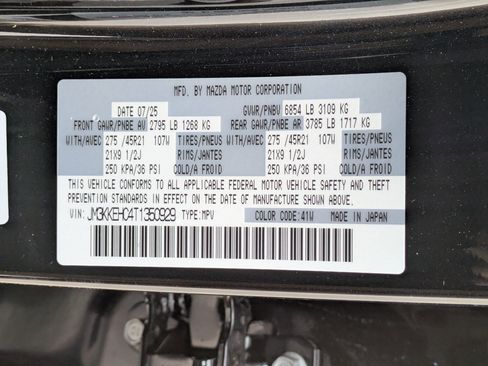 MFD. BY MAZDA MOTOR CORPORATION
DATE 07/25 GVWR/PNBV 6854 LB 3109 KG
FRONT GAWR/PNBE AV 2795 LB 1268 KG REAR GAWR/PNBE AR 3785 LB 1717 KG
WITH/AVEC 275 /45R21 107W TIRES/PNEUS WITH/AVEC 275 /45R21 107W TIRES/PNEUS
21X9 1/2J RIMS/JANTES 21X9 1/2J RIMS/JANTES
250 KPA/36 PSI COLD/FROID 250 KPA/36 PSI COLD/FROID
THIS VEHICLE CONFORMS TO ALL APPLICABLE FEDERAL MOTOR VEHICLE SAFETY AND THEFT
PREVENTION STANDARDS IN EFFECT ON THE DATE OF MANUFACTURE SHOWN ABOVE.
VIN: JM3KKEHC4T1350929 TYPE: MPV COLOR CODE: 41W MADE IN JAPAN